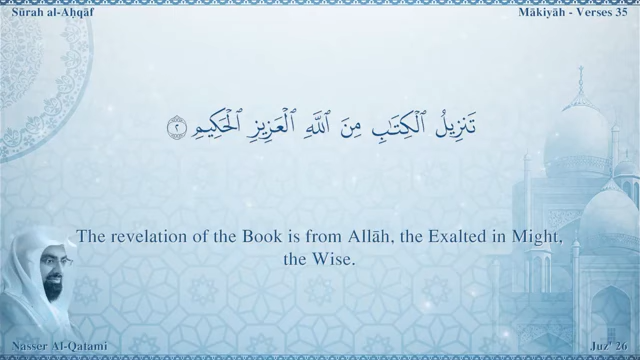 Sūrah al-Aḥqāf
Mākiyāh - Verses 35
تَنزِيلُ ٱلْكِتَٰبِ مِنَ ٱللَّهِ ٱلْعَزِيزِ ٱلْحَكِيمِ ٢
The revelation of the Book is from Allāh, the Exalted in Might,
the Wise.
Nasser Al-Qatami
Juz' 26